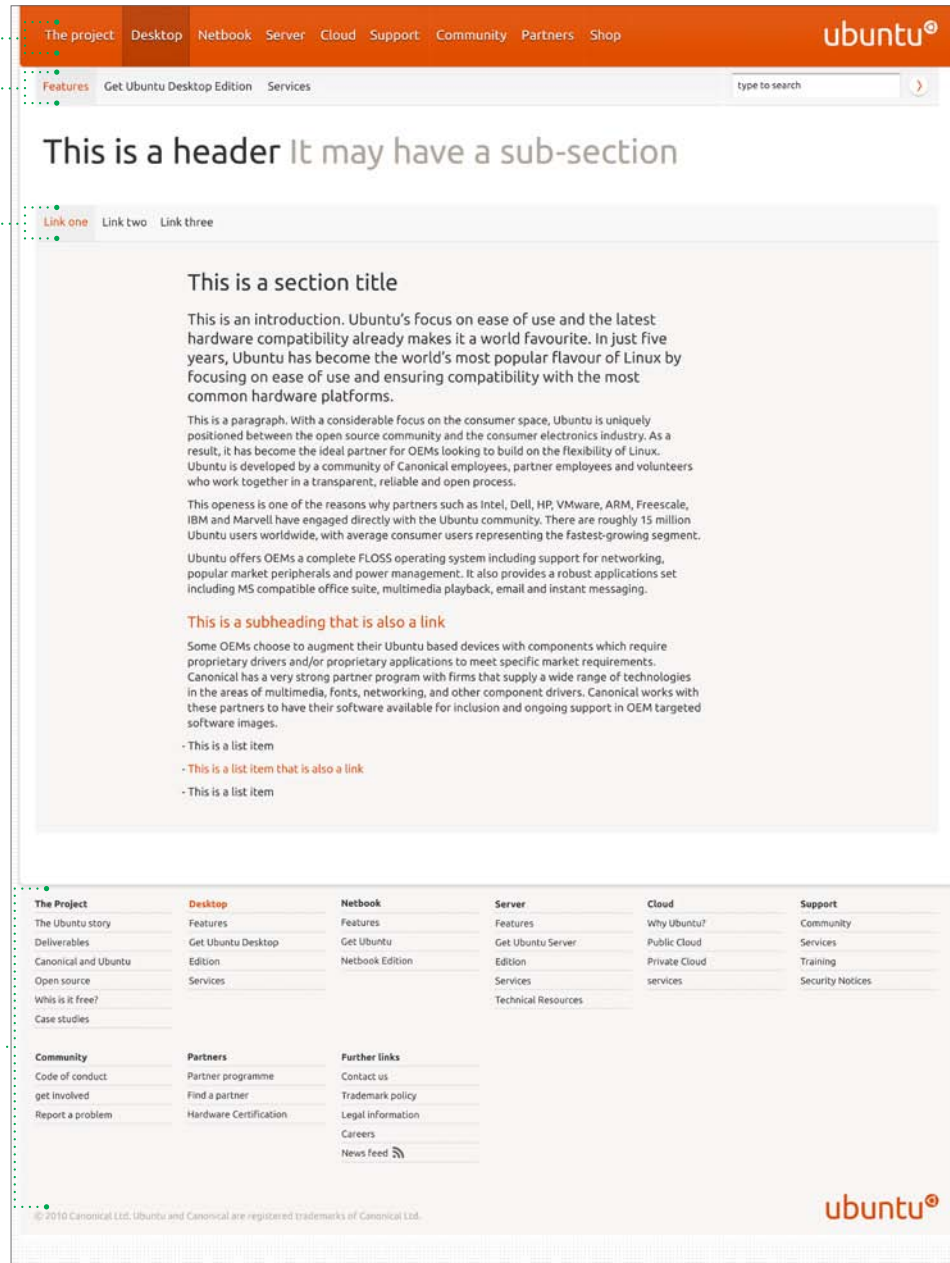 The project Desktop Netbook Server Cloud Support Community Partners Shop
ubuntu
Features Get Ubuntu Desktop Edition Services
type to search
This is a header It may have a sub-section
Link one Link two Link three
This is a section title
This is an introduction. Ubuntu's focus on ease of use and the latest
hardware compatibility already makes it a world favourite. In just five
years, Ubuntu has become the world's most popular flavour of Linux by
focusing on ease of use and ensuring compatibility with the most
common hardware platforms.
This is a paragraph. With a considerable focus on the consumer space, Ubuntu is uniquely
positioned between the open source community and the consumer electronics industry. As a
result, it has become the ideal partner for OEMs looking to build on the flexibility of Linux.
Ubuntu is developed by a community of Canonical employees, partner employees and volunteers
who work together in a transparent, reliable and open process.
This openess is one of the reasons why partners such as Intel, Dell, HP, VMware, ARM, Freescale,
IBM and Marvell have engaged directly with the Ubuntu community. There are roughly 15 million
Ubuntu users worldwide, with average consumer users representing the fastest-growing segment.
Ubuntu offers OEMs a complete FLOSS operating system including support for networking,
popular market peripherals and power management. It also provides a robust applications set
including MS compatible office suite, multimedia playback, email and instant messaging.
This is a subheading that is also a link
Some OEMs choose to augment their Ubuntu based devices with components which require
proprietary drivers and/or proprietary applications to meet specific market requirements.
Canonical has a very strong partner program with firms that supply a wide range of technologies
in the areas of multimedia, fonts, networking, and other component drivers. Canonical works with
these partners to have their software available for inclusion and ongoing support in OEM targeted
software images.
- This is a list item
- This is a list item that is also a link
- This is a list item
The Project
The Ubuntu story
Deliverables
Canonical and Ubuntu
Open source
Whis is it free?
Case studies
Desktop
Features
Get Ubuntu Desktop
Edition
Services
Netbook
Features
Get Ubuntu
Netbook Edition
Server
Features
Get Ubuntu Server
Edition
Services
Technical Resources
Cloud
Why Ubuntu?
Public Cloud
Private Cloud
services
Support
Community
Services
Training
Security Notices
Community
Code of conduct
get involved
Report a problem
Partners
Partner programme
Find a partner
Hardware Certification
Further links
Contact us
Trademark policy
Legal information
Careers
News feed
© 2010 Canonical Ltd. Ubuntu and Canonical are registered trademarks of Canonical Ltd.
ubuntu